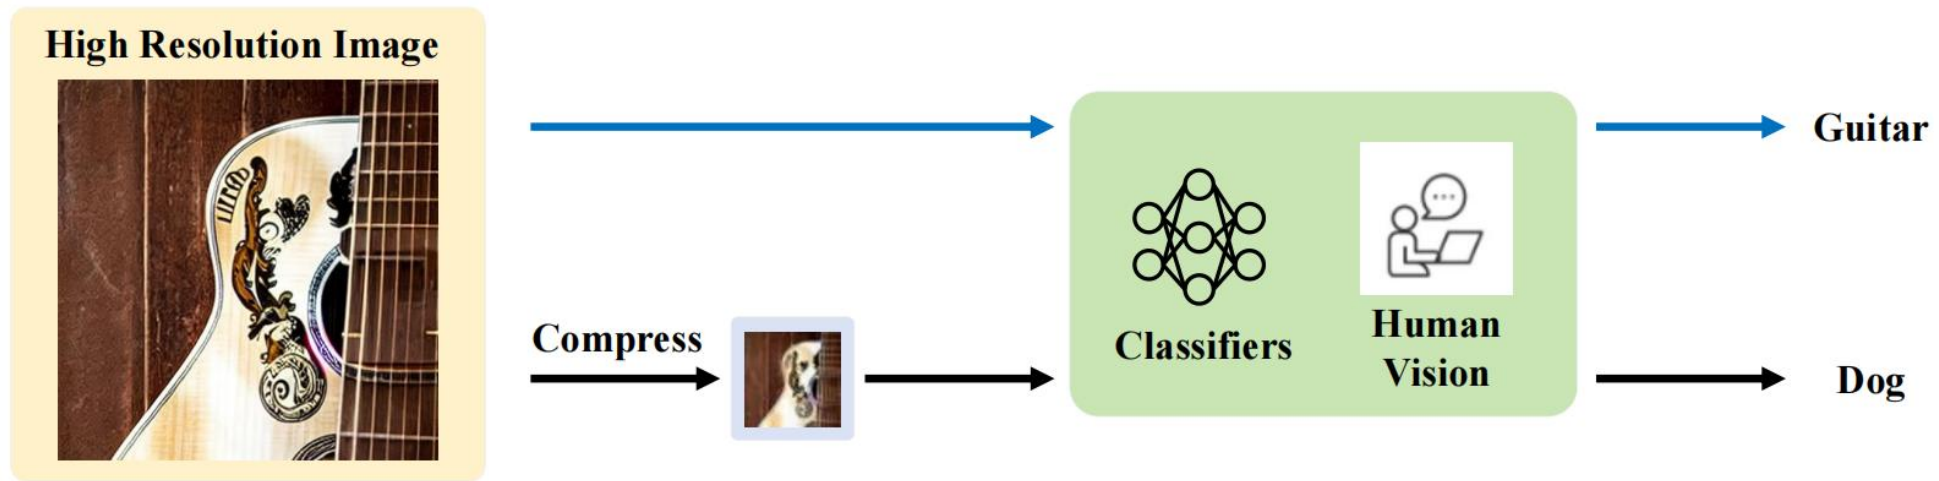 High Resolution Image
Compress
Classifiers
Human
Vision
Guitar
Dog